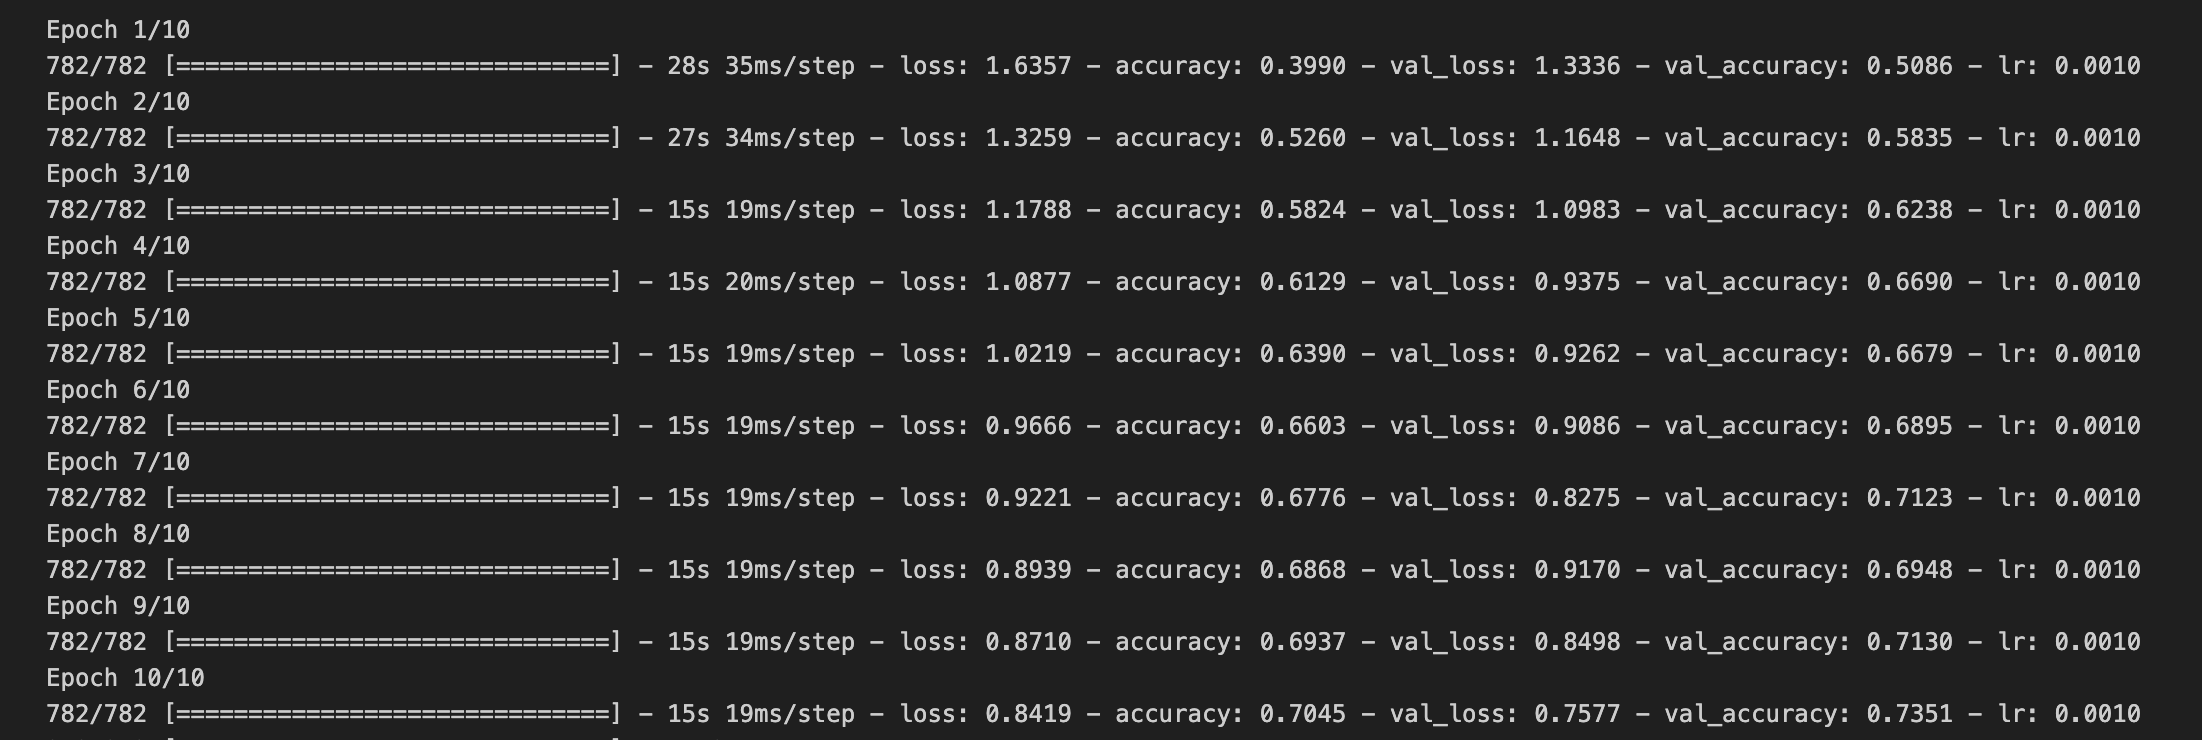 Epoch 1/10
782/782 [==============================] - 28s 35ms/step - loss: 1.6357 - accuracy: 0.3990 - val_loss: 1.3336 - val_accuracy: 0.5086 - lr: 0.0010
Epoch 2/10
782/782 [==============================] - 27s 34ms/step - loss: 1.3259 - accuracy: 0.5260 - val_loss: 1.1648 - val_accuracy: 0.5835 - lr: 0.0010
Epoch 3/10
782/782 [==============================] - 15s 19ms/step - loss: 1.1788 - accuracy: 0.5824 - val_loss: 1.0983 - val_accuracy: 0.6238 - lr: 0.0010
Epoch 4/10
782/782 [==============================] - 15s 20ms/step - loss: 1.0877 - accuracy: 0.6129 - val_loss: 0.9375 - val_accuracy: 0.6690 - lr: 0.0010
Epoch 5/10
782/782 [==============================] - 15s 19ms/step - loss: 1.0219 - accuracy: 0.6390 - val_loss: 0.9262 - val_accuracy: 0.6679 - lr: 0.0010
Epoch 6/10
782/782 [==============================] - 15s 19ms/step - loss: 0.9666 - accuracy: 0.6603 - val_loss: 0.9086 - val_accuracy: 0.6895 - lr: 0.0010
Epoch 7/10
782/782 [==============================] - 15s 19ms/step - loss: 0.9221 - accuracy: 0.6776 - val_loss: 0.8275 - val_accuracy: 0.7123 - lr: 0.0010
Epoch 8/10
782/782 [==============================] - 15s 19ms/step - loss: 0.8939 - accuracy: 0.6868 - val_loss: 0.9170 - val_accuracy: 0.6948 - lr: 0.0010
Epoch 9/10
782/782 [==============================] - 15s 19ms/step - loss: 0.8710 - accuracy: 0.6937 - val_loss: 0.8498 - val_accuracy: 0.7130 - lr: 0.0010
Epoch 10/10
782/782 [==============================] - 15s 19ms/step - loss: 0.8419 - accuracy: 0.7045 - val_loss: 0.7577 - val_accuracy: 0.7351 - lr: 0.0010